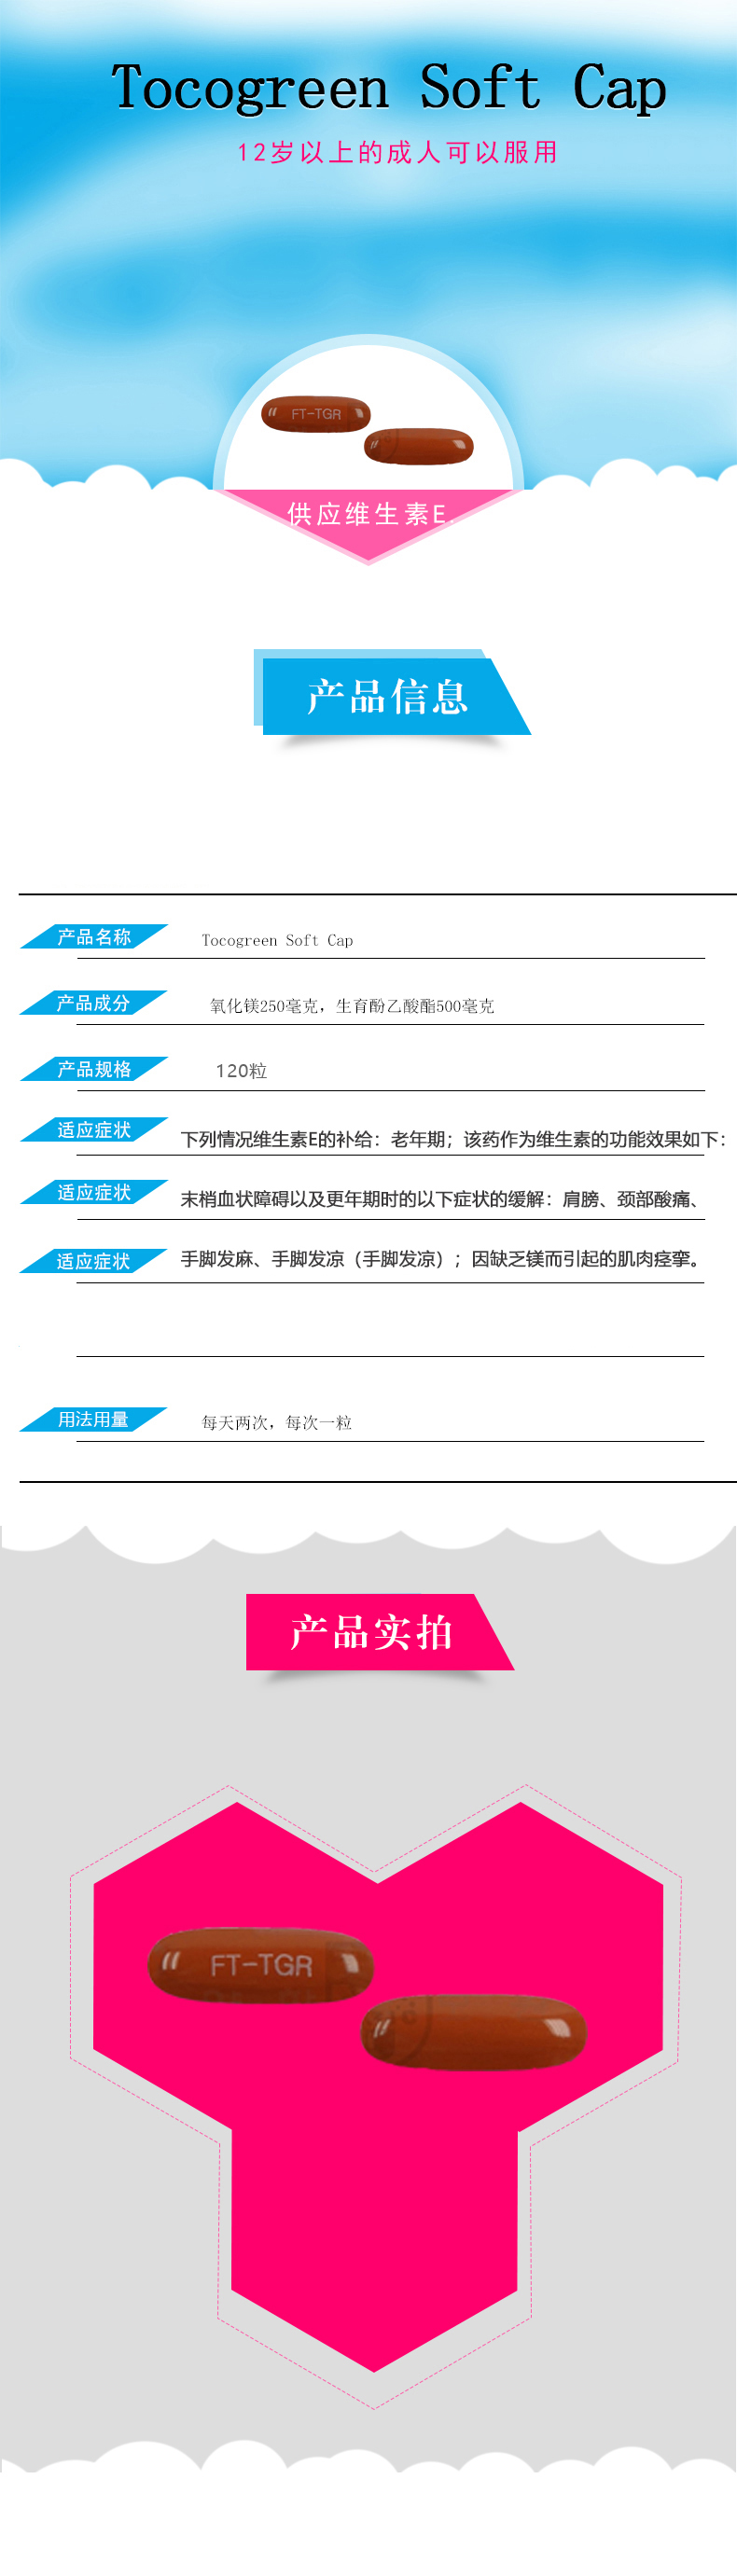 Tocogreen Soft Cap
12岁以上的成人可以服用
FT-TGR
供应维生素E.
产品信息
产品名称 Tocogreen Soft Cap
产品成分 氧化镁250毫克，生育酚乙酸酯500毫克
产品规格 120粒
适应症状 下列情况维生素E的补给：老年期；该药作为维生素的功能效果如下：
适应症状 末梢血状障碍以及更年期时的以下症状的缓解：肩膀、颈部酸痛、
适应症状 手脚发麻、手脚发凉（手脚发凉）；因缺乏镁而引起的肌肉痉挛。
用法用量 每天两次，每次一粒
产品实拍
FT-TGR